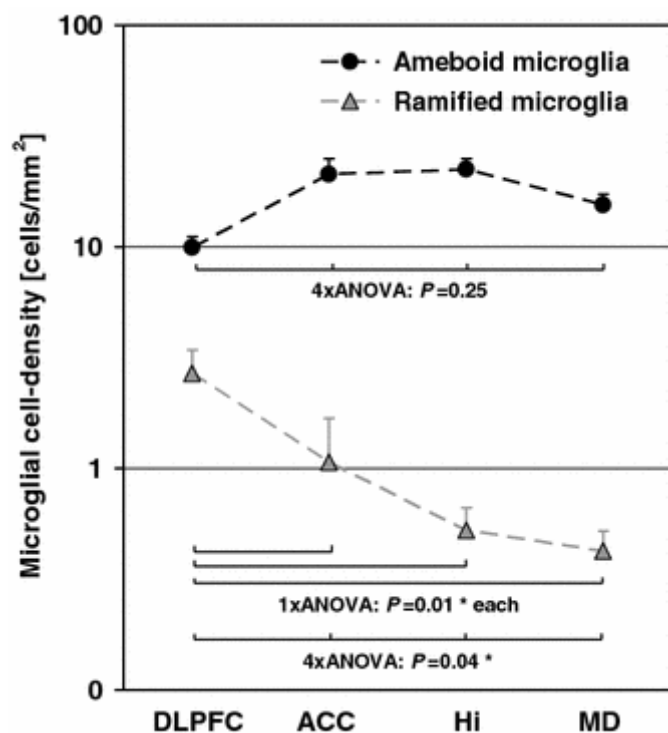 100
Ameboid microglia
Ramified microglia
10
4xANOVA: P=0.25
1
1xANOVA: P=0.01 * each
4xANOVA: P=0.04 *
0
DLPFC ACC Hi MD
Microglial cell-density [cells/mm²]